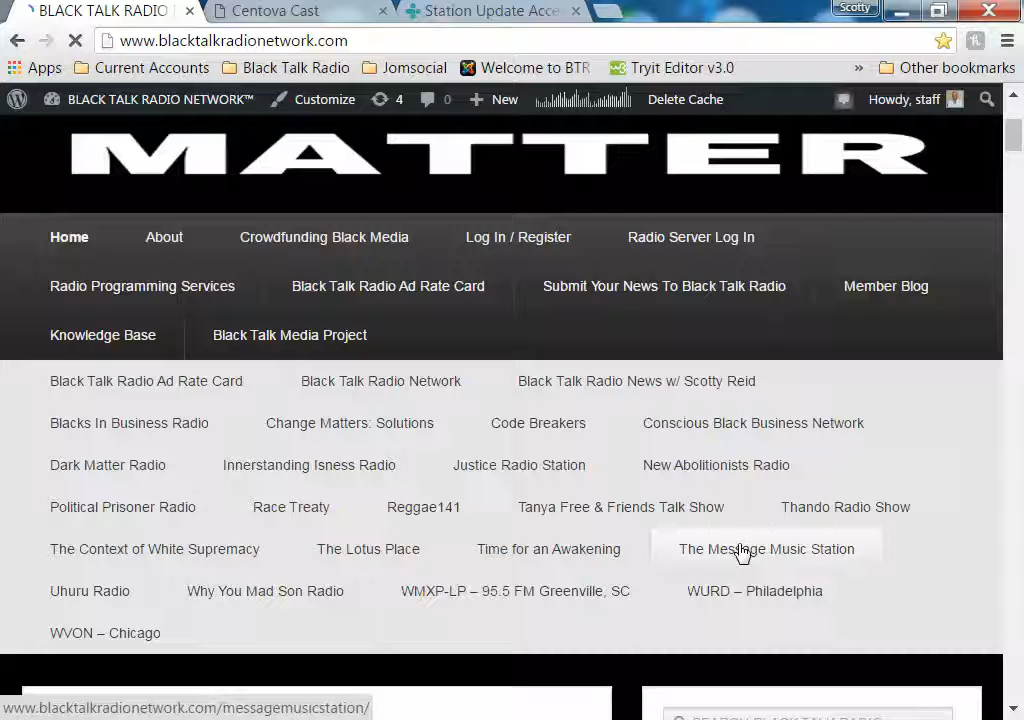 BLACK TALK RADIO
Centova Cast
Station Update Acce
Scotty
www.blacktalkradionetwork.com
Apps
Current Accounts
Black Talk Radio
Jomsocial
Welcome to BTR
Tryit Editor v3.0
»
Other bookmarks
BLACK TALK RADIO NETWORK™
Customize
4
0
New
Delete Cache
Howdy, staff
MATTER
Home About Crowdfunding Black Media Log In / Register Radio Server Log In
Radio Programming Services Black Talk Radio Ad Rate Card Submit Your News To Black Talk Radio Member Blog
Knowledge Base Black Talk Media Project
Black Talk Radio Ad Rate Card Black Talk Radio Network Black Talk Radio News w/ Scotty Reid
Blacks In Business Radio Change Matters: Solutions Code Breakers Conscious Black Business Network
Dark Matter Radio Innerstanding Isness Radio Justice Radio Station New Abolitionists Radio
Political Prisoner Radio Race Treaty Reggae141 Tanya Free & Friends Talk Show Thando Radio Show
The Context of White Supremacy The Lotus Place Time for an Awakening The Message Music Station
Uhuru Radio Why You Mad Son Radio WMXP-LP – 95.5 FM Greenville, SC WURD – Philadelphia
WVON – Chicago
SEARCH BLACK TALK RADIO
www.blacktalkradionetwork.com/messagemusicstation/